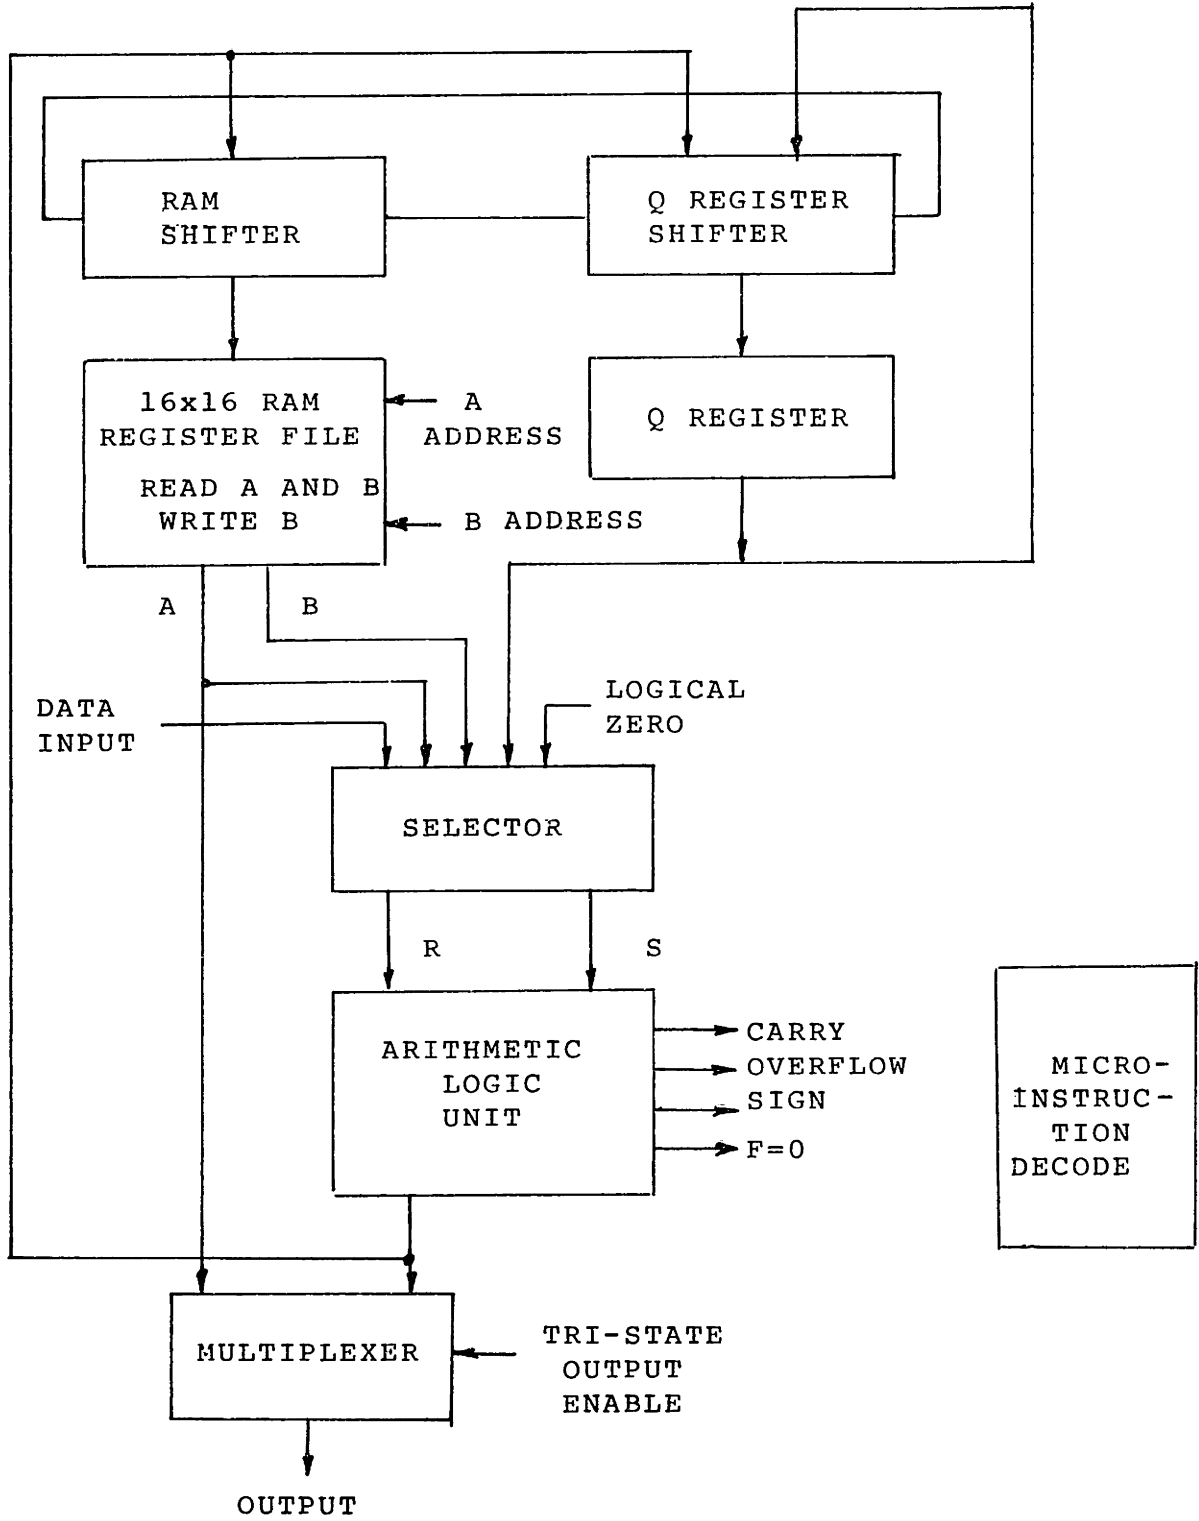 RAM
SHIFTER
Q REGISTER
SHIFTER
16x16 RAM
REGISTER FILE
READ A AND B
WRITE B
A
ADDRESS
B ADDRESS
Q REGISTER
A
B
DATA
INPUT
LOGICAL
ZERO
SELECTOR
R
S
ARITHMETIC
LOGIC
UNIT
CARRY
OVERFLOW
SIGN
F=0
MICRO-
INSTRUC-
TION
DECODE
MULTIPLEXER
TRI-STATE
OUTPUT
ENABLE
OUTPUT